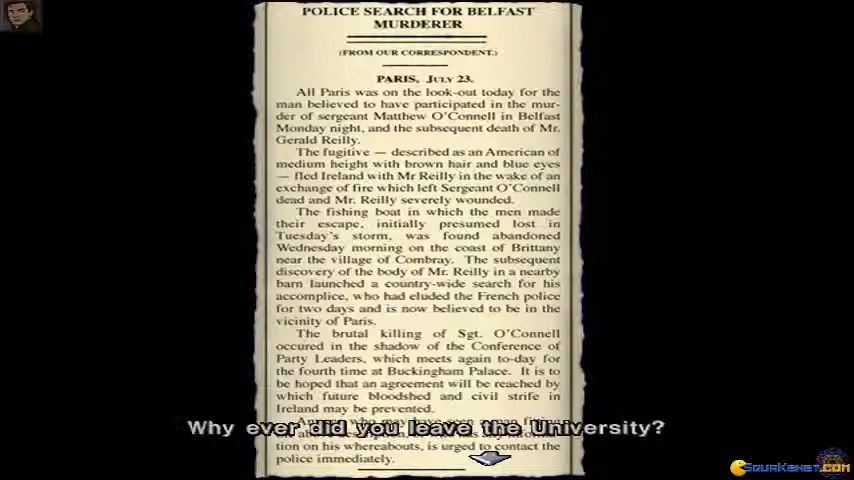 POLICE SEARCH FOR BELFAST
MURDERER
(FROM OUR CORRESPONDENT.)
PARIS, JULY 23.
All Paris was on the look-out today for the
man believed to have participated in the mur-
der of sergeant Matthew O'Connell in Belfast
Monday night, and the subsequent death of Mr.
Gerald Reilly.
The fugitive — described as an American of
medium height with brown hair and blue eyes
— fled Ireland with Mr Reilly in the wake of an
exchange of fire which left Sergeant O'Connell
dead and Mr. Reilly severely wounded.
The fishing boat in which the men made
their escape, initially presumed lost in
Tuesday's storm, was found abandoned
Wednesday morning on the coast of Brittany
near the village of Combray. The subsequent
discovery of the body of Mr. Reilly in a nearby
barn launched a country-wide search for his
accomplice, who had eluded the French police
for two days and is now believed to be in the
vicinity of Paris.
The brutal killing of Sgt. O'Connell
occured in the shadow of the Conference of
Party Leaders, which meets again to-day for
the fourth time at Buckingham Palace. It is to
be hoped that an agreement will be reached by
which future bloodshed and civil strife in
Ireland may be prevented.
Why ever did you leave the University?
tion on his whereabouts, is urged to contact the
police immediately.
SquaKenet.com